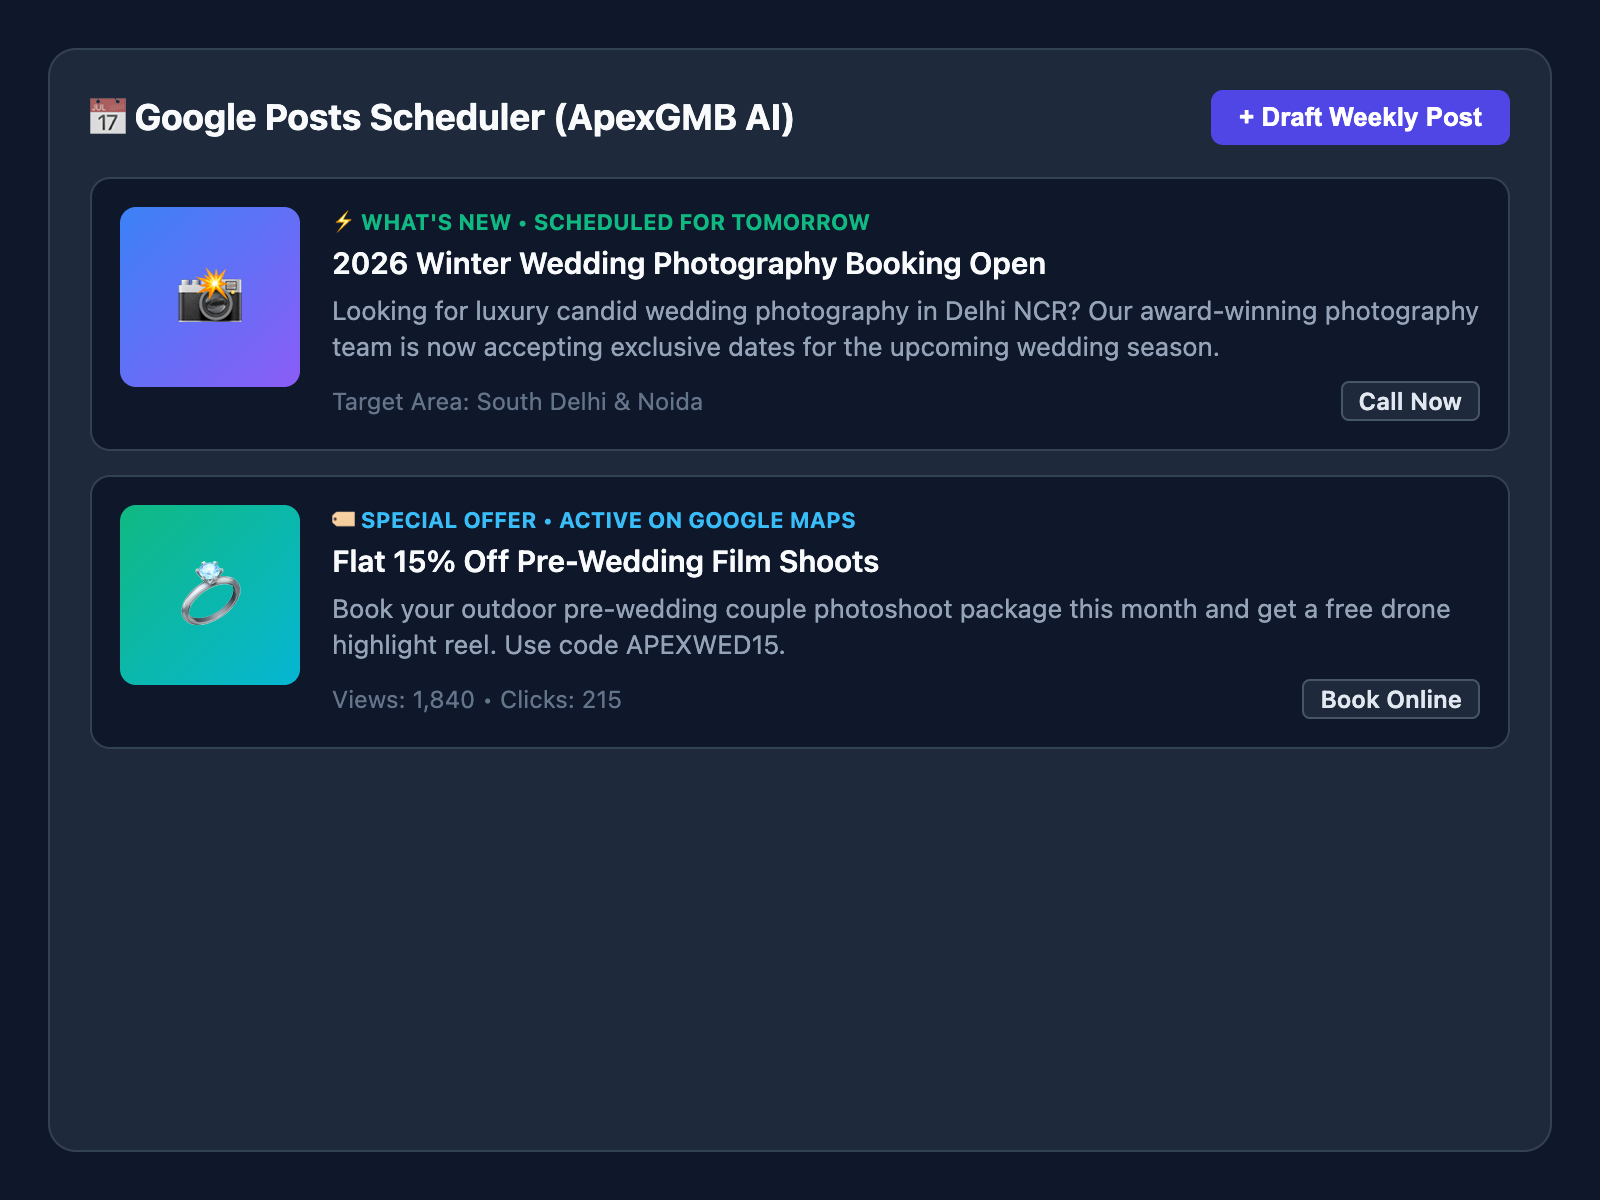 JUL
17
Google Posts Scheduler (ApexGMB AI)
+ Draft Weekly Post
⚡ WHAT'S NEW • SCHEDULED FOR TOMORROW
2026 Winter Wedding Photography Booking Open
Looking for luxury candid wedding photography in Delhi NCR? Our award-winning photography
team is now accepting exclusive dates for the upcoming wedding season.
Target Area: South Delhi & Noida
Call Now
SPECIAL OFFER • ACTIVE ON GOOGLE MAPS
Flat 15% Off Pre-Wedding Film Shoots
Book your outdoor pre-wedding couple photoshoot package this month and get a free drone
highlight reel. Use code APEXWED15.
Views: 1,840 • Clicks: 215
Book Online